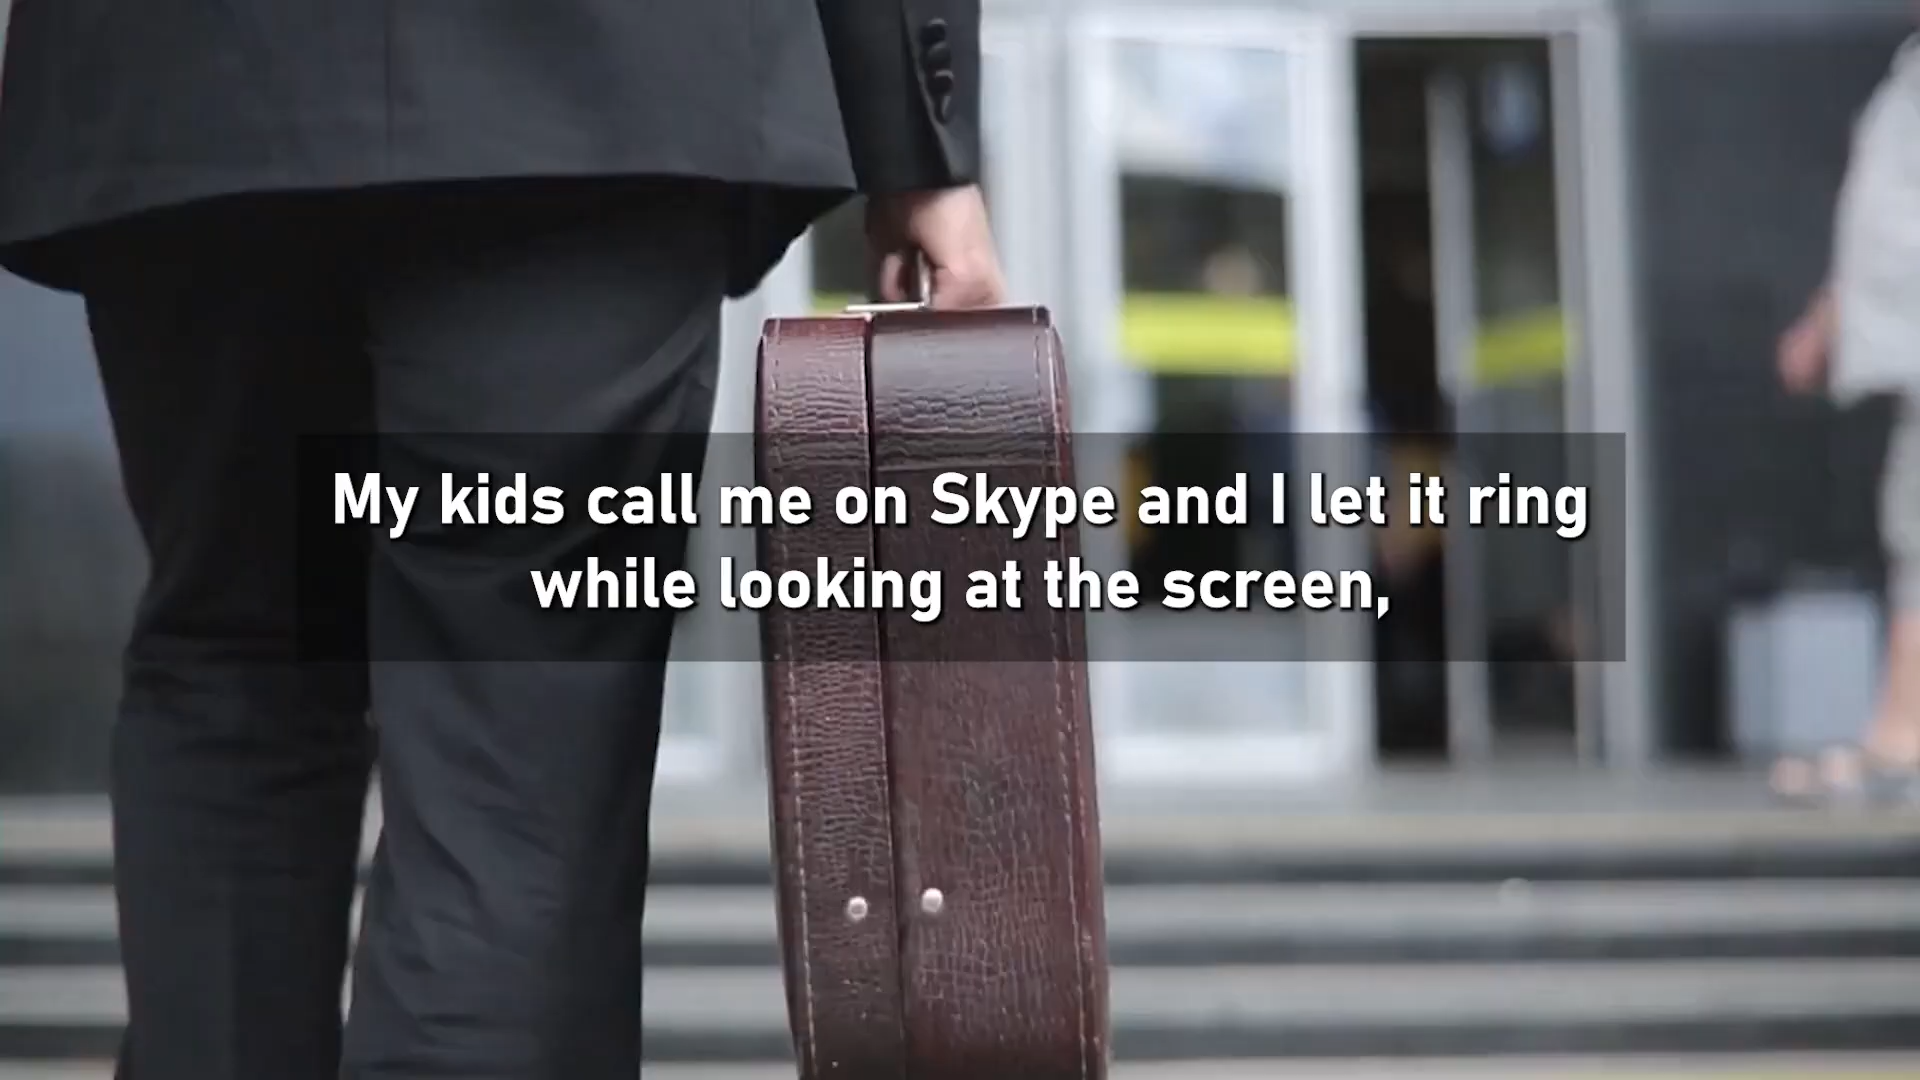 My kids call me on Skype and I let it ring
while looking at the screen,